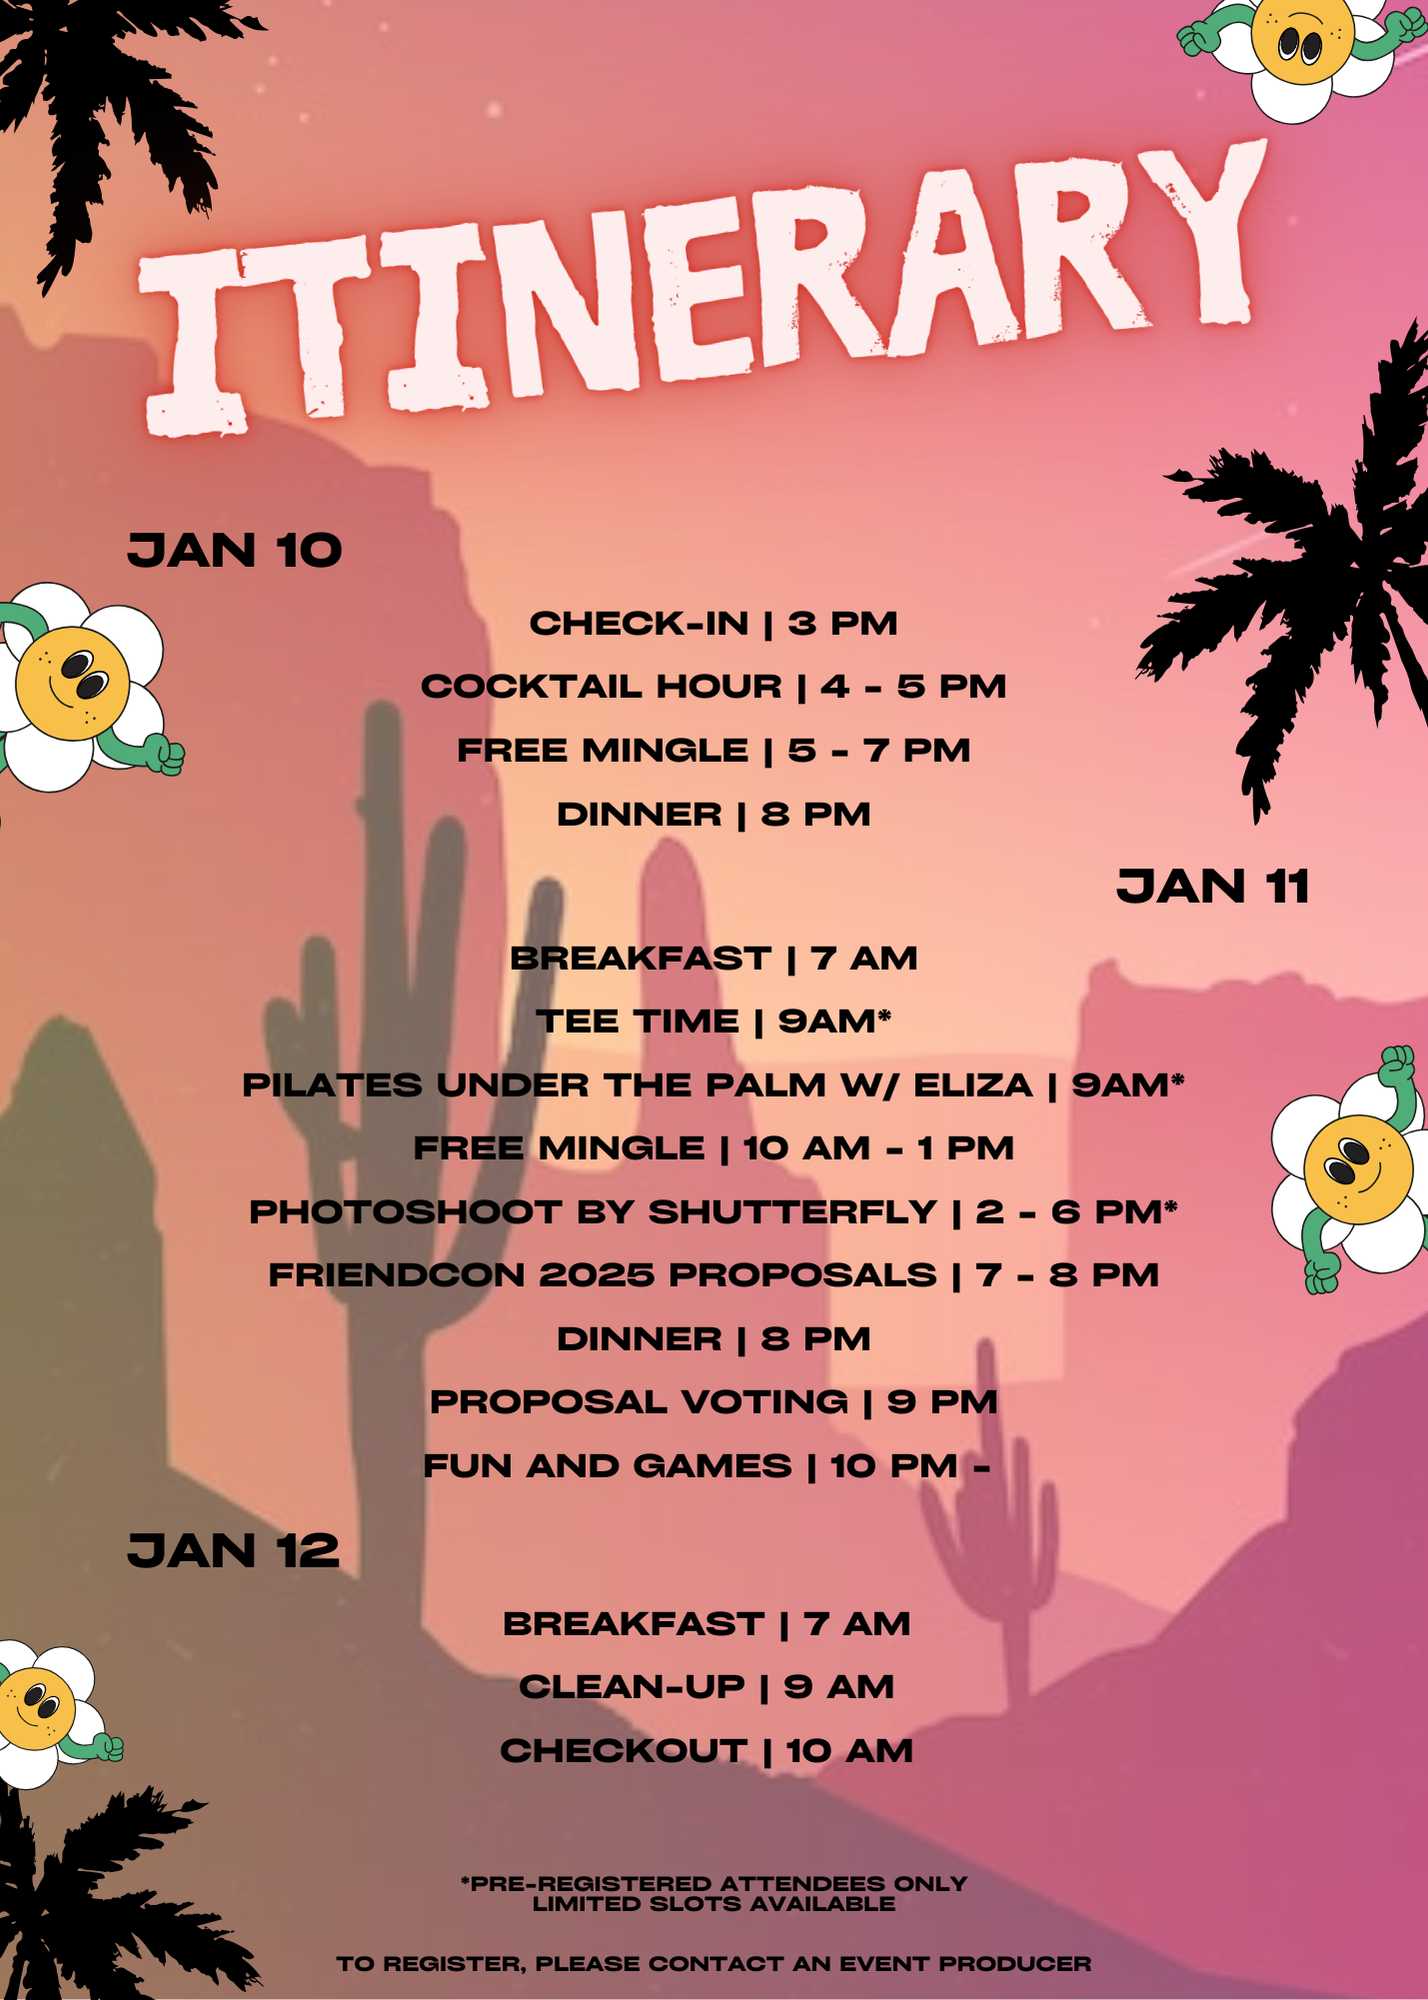 ITINERARY
JAN 10
CHECK-IN | 3 PM
COCKTAIL HOUR | 4 - 5 PM
FREE MINGLE | 5 - 7 PM
DINNER | 8 PM
JAN 11
BREAKFAST | 7 AM
TEE TIME | 9AM*
PILATES UNDER THE PALM W/ ELIZA | 9AM*
FREE MINGLE | 10 AM - 1 PM
PHOTOSHOOT BY SHUTTERFLY | 2 - 6 PM*
FRIENDCON 2025 PROPOSALS | 7 - 8 PM
DINNER | 8 PM
PROPOSAL VOTING | 9 PM
FUN AND GAMES | 10 PM -
JAN 12
BREAKFAST | 7 AM
CLEAN-UP | 9 AM
CHECKOUT | 10 AM
*PRE-REGISTERED ATTENDEES ONLY
LIMITED SLOTS AVAILABLE
TO REGISTER, PLEASE CONTACT AN EVENT PRODUCER